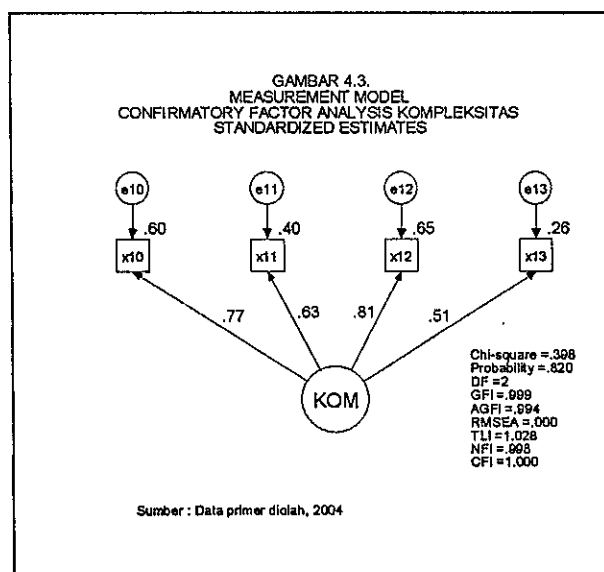 GAMBAR 4.3.
MEASUREMENT MODEL
CONFIRMATORY FACTOR ANALYSIS KOMPLEKSITAS
STANDARDIZED ESTIMATES
e10 e11 e12 e13
.60 .40 .65 .26
x10 x11 x12 x13
.77 .63 .81 .51
KOM
Chi-square =.398
Probability =.820
DF =2
GFI =.999
AGFI =.994
RMSEA =.000
TLI =1.028
NFI =.998
CFI =1.000
Sumber : Data primer diolah, 2004